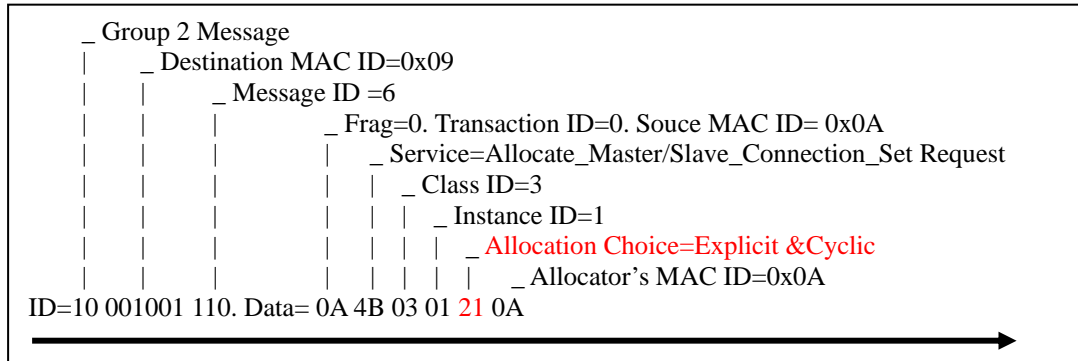 _ Group 2 Message
_ Destination MAC ID=0x09
_ Message ID =6
_ Frag=0. Transaction ID=0. Souce MAC ID= 0x0A
_ Service=Allocate_Master/Slave_Connection_Set Request
_ Class ID=3
_ Instance ID=1
_ Allocation Choice=Explicit &Cyclic
_ Allocator’s MAC ID=0x0A
ID=10 001001 110. Data= 0A 4B 03 01 21 0A